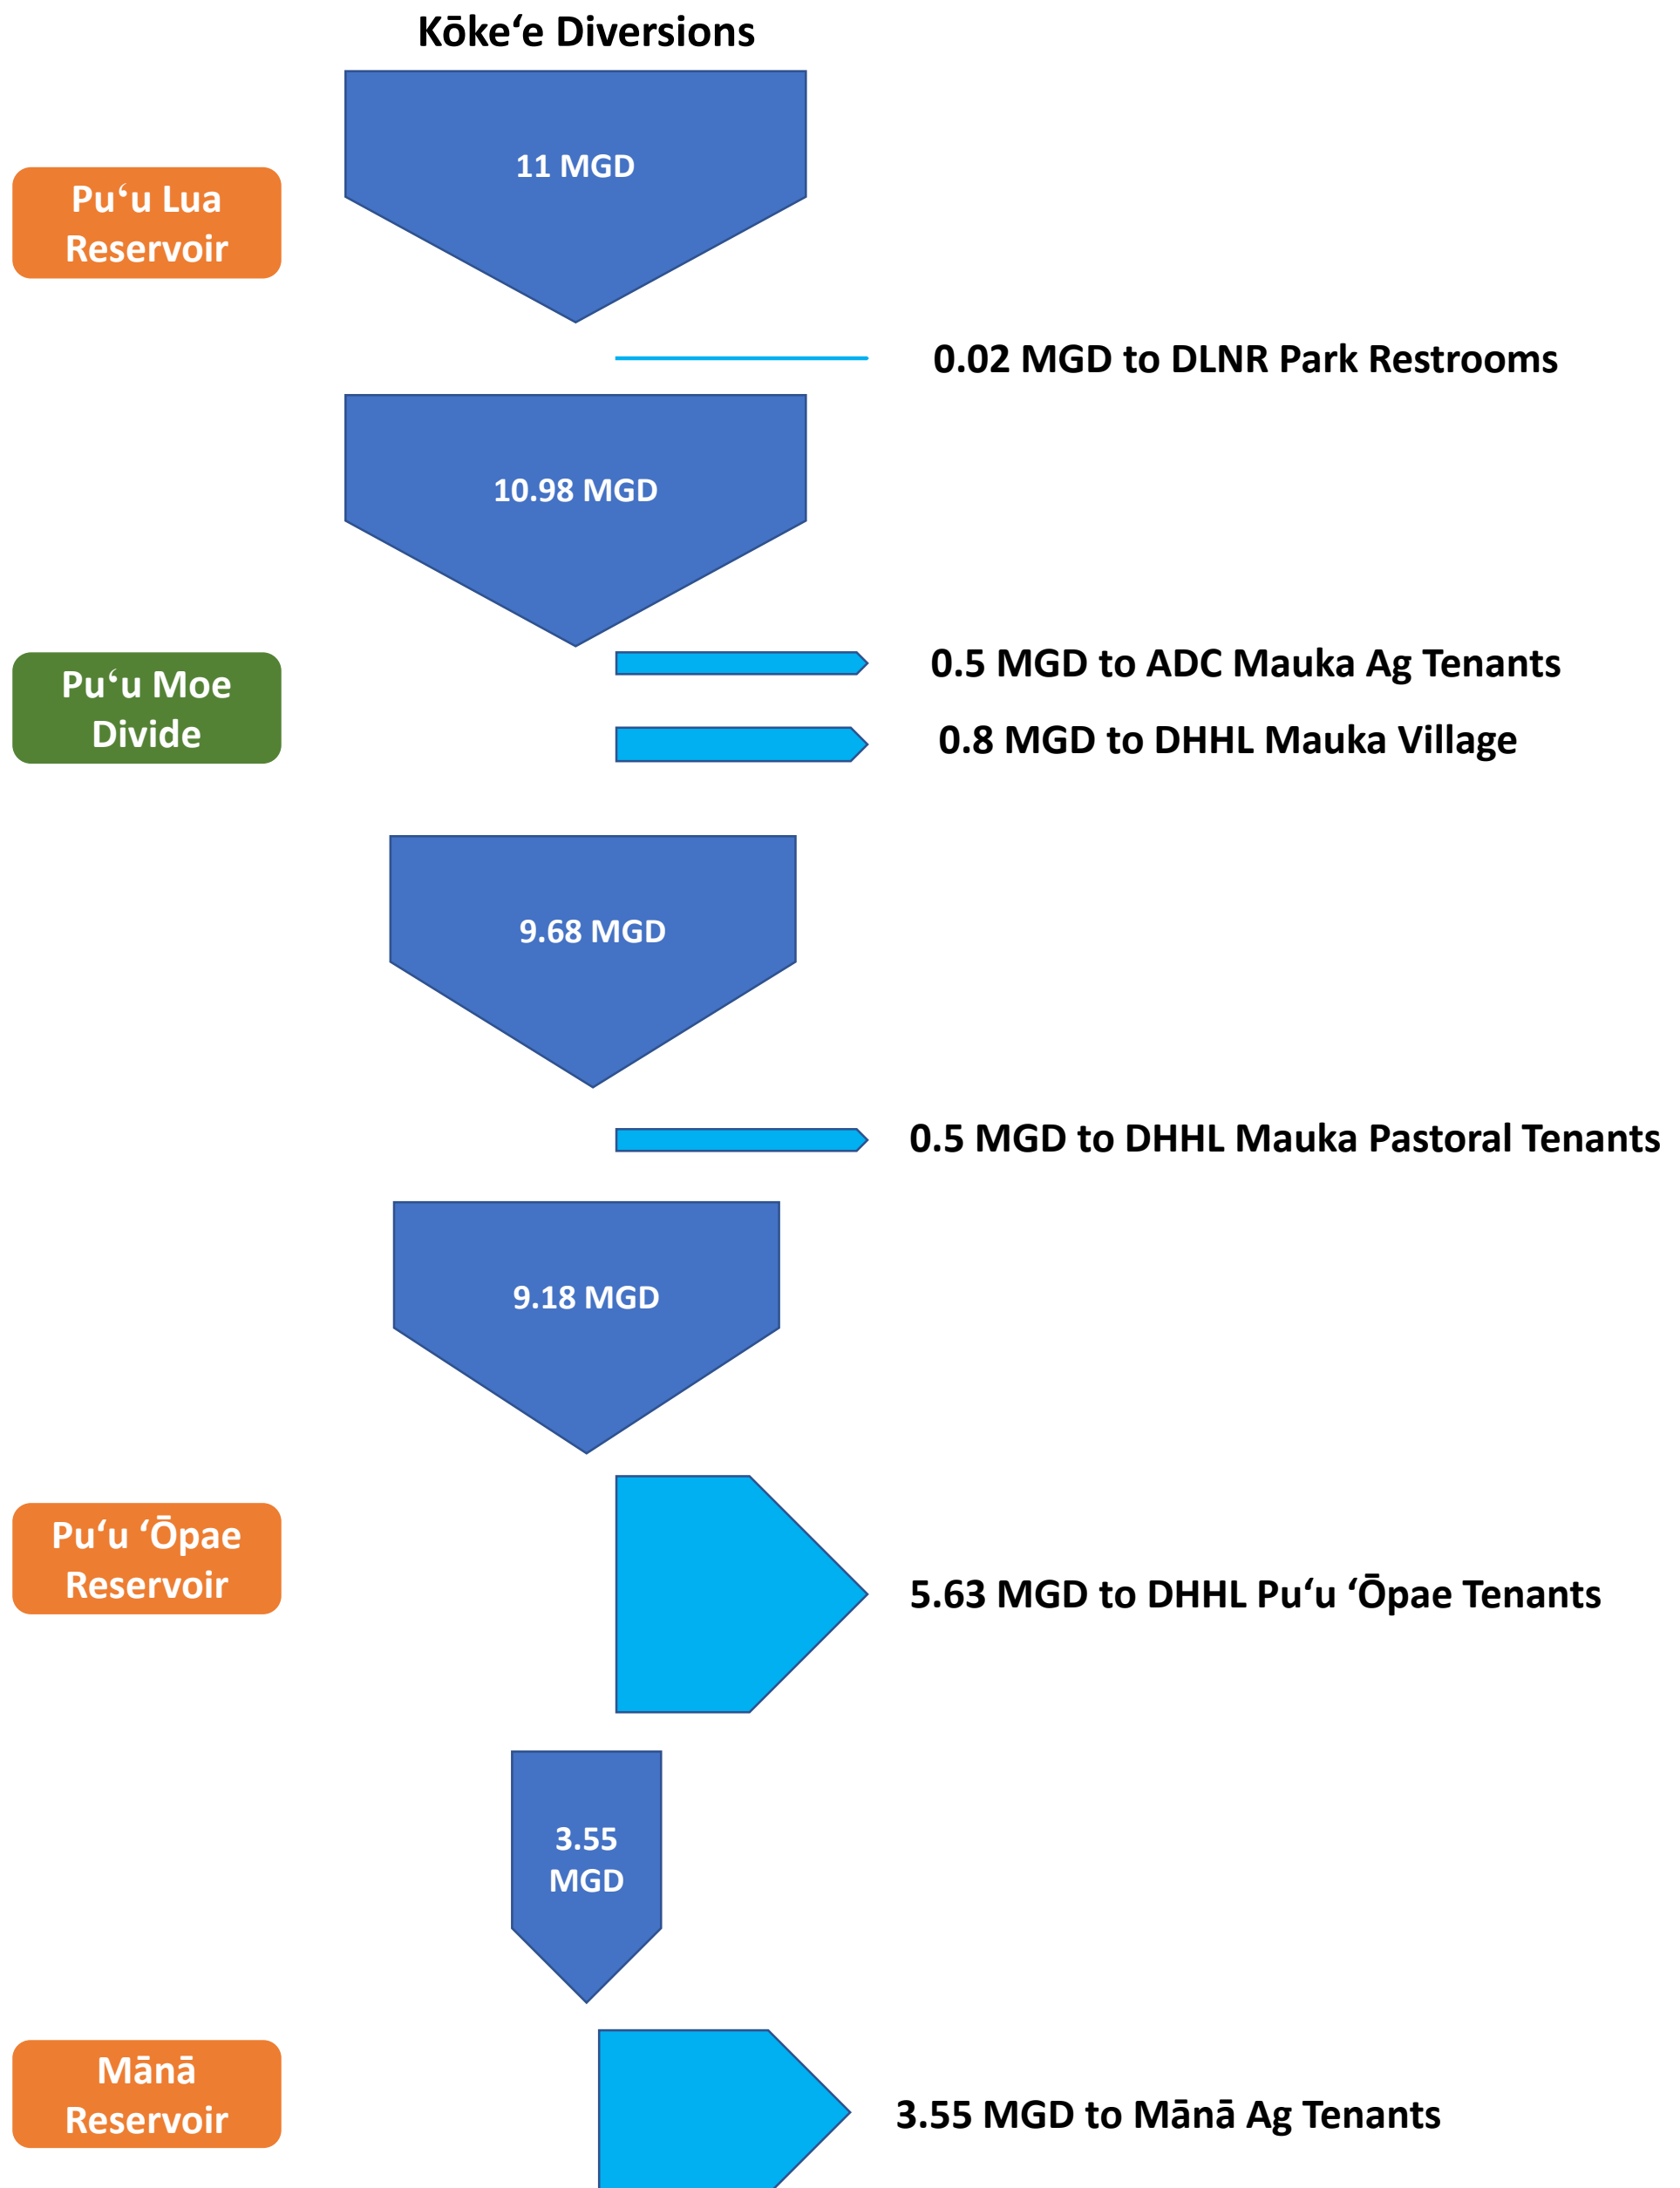 Kōkeʻe Diversions
11 MGD
Puʻu Lua
Reservoir
0.02 MGD to DLNR Park Restrooms
10.98 MGD
0.5 MGD to ADC Mauka Ag Tenants
Puʻu Moe
Divide
0.8 MGD to DHHL Mauka Village
9.68 MGD
0.5 MGD to DHHL Mauka Pastoral Tenants
9.18 MGD
Puʻu ʻŌpae
Reservoir
5.63 MGD to DHHL Puʻu ʻŌpae Tenants
3.55
MGD
Mānā
Reservoir
3.55 MGD to Mānā Ag Tenants